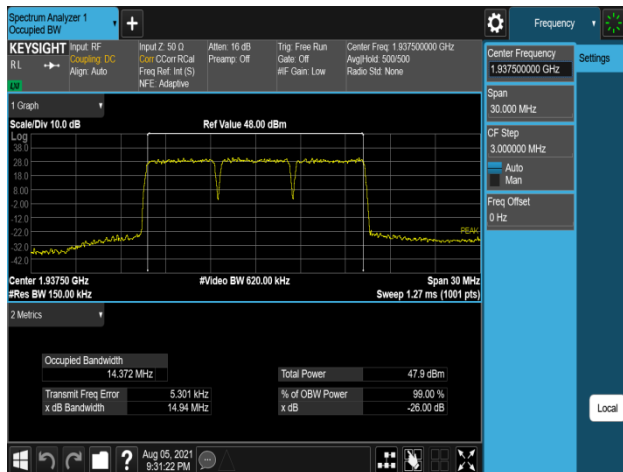 Spectrum Analyzer 1
Occupied BW
Frequency
KEYSIGHT
RL
Input: RF
Coupling: DC
Align: Auto
Input Z: 50 Ω
Corr CCorr RCal
Freq Ref: Int (S)
NFE: Adaptive
Atten: 16 dB
Preamp: Off
Trig: Free Run
Gate: Off
#IF Gain: Low
Center Freq: 1.937500000 GHz
Avg|Hold: 500/500
Radio Std: None
Center Frequency
1.937500000 GHz
Settings
Span
30.000 MHz
CF Step
3.000000 MHz
Auto
Man
Freq Offset
0 Hz
1 Graph
Scale/Div 10.0 dB
Ref Value 48.00 dBm
Log
38.0
28.0
18.0
8.00
-2.00
-12.0
-22.0
-32.0
-42.0
PEAK
Center 1.93750 GHz
#Video BW 620.00 kHz
Span 30 MHz
#Res BW 150.00 kHz
Sweep 1.27 ms (1001 pts)
2 Metrics
Occupied Bandwidth
14.372 MHz
Total Power 47.9 dBm
Transmit Freq Error 5.301 kHz
% of OBW Power 99.00 %
x dB Bandwidth 14.94 MHz
x dB -26.00 dB
Local
?
Aug 05, 2021
9:31:22 PM